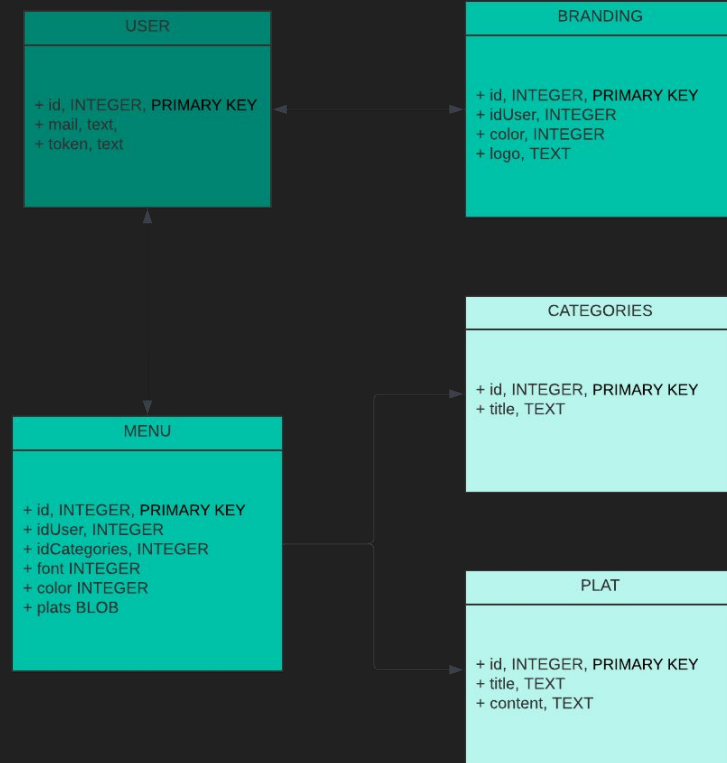 USER
+ id, INTEGER, PRIMARY KEY
+ mail, text,
+ token, text
BRANDING
+ id, INTEGER, PRIMARY KEY
+ idUser, INTEGER
+ color, INTEGER
+ logo, TEXT
CATEGORIES
+ id, INTEGER, PRIMARY KEY
+ title, TEXT
MENU
+ id, INTEGER, PRIMARY KEY
+ idUser, INTEGER
+ idCategories, INTEGER
+ font INTEGER
+ color INTEGER
+ plats BLOB
PLAT
+ id, INTEGER, PRIMARY KEY
+ title, TEXT
+ content, TEXT